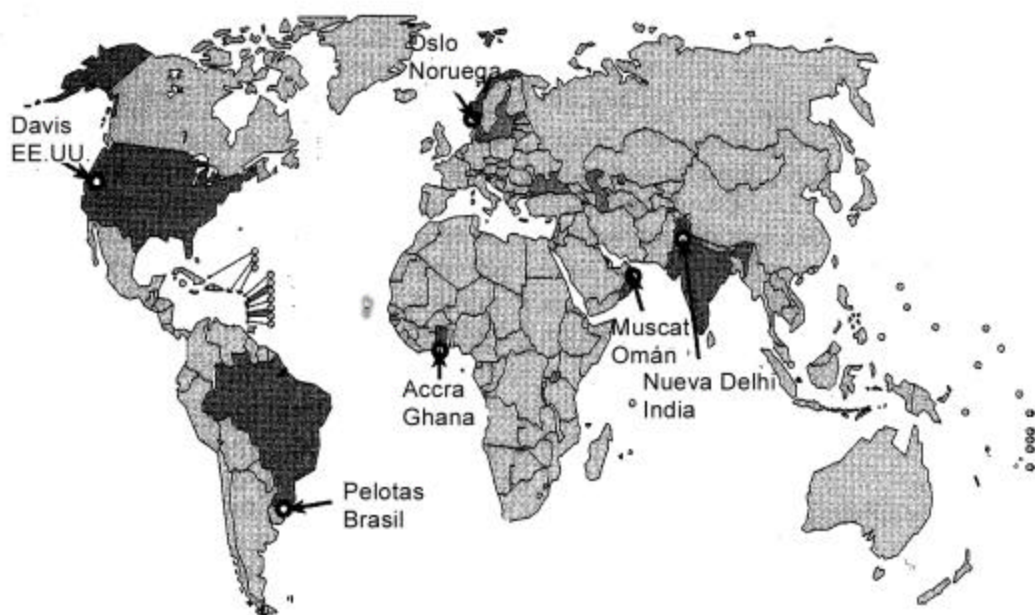 Oslo
Noruega
Davis
EE.UU.
Muscat
Omán
Nueva Delhi
India
Accra
Ghana
Pelotas
Brasil